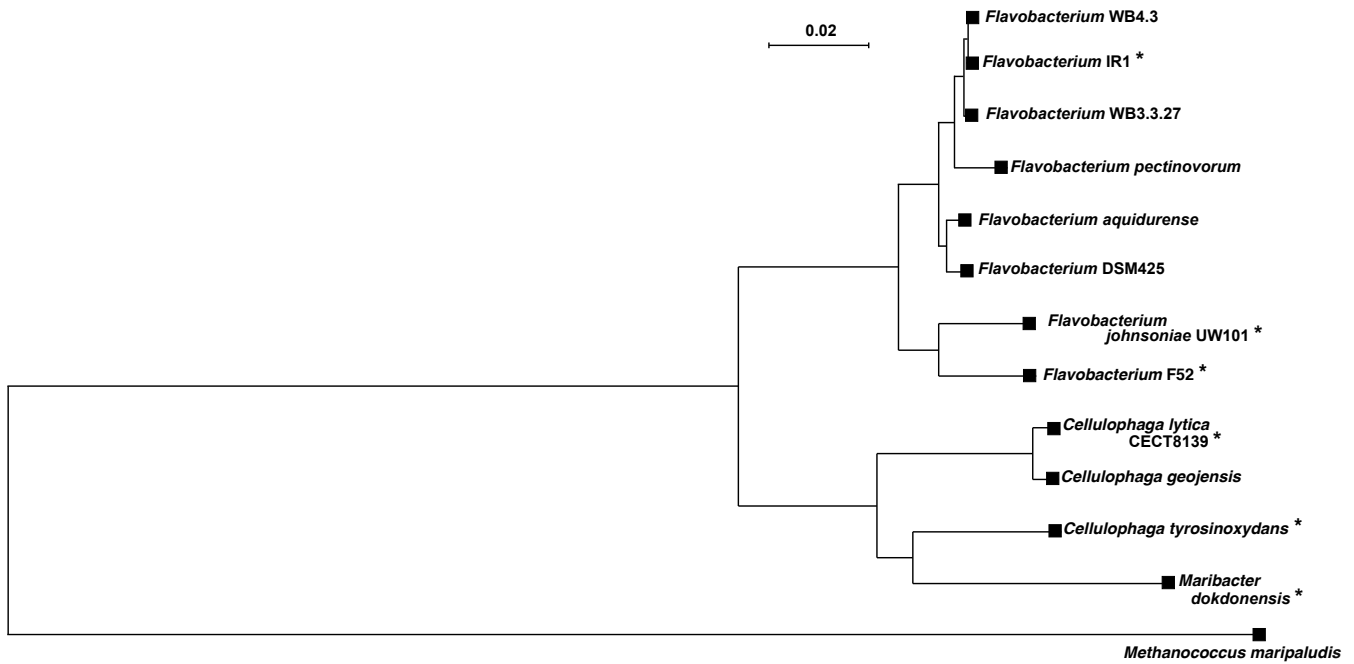 0.02
Flavobacterium WB4.3
Flavobacterium IR1 *
Flavobacterium WB3.3.27
Flavobacterium pectinovorum
Flavobacterium aquidurense
Flavobacterium DSM425
Flavobacterium
johnsoniae UW101 *
Flavobacterium F52 *
Cellulophaga lytica
CECT8139 *
Cellulophaga geojensis
Cellulophaga tyrosinoxydans *
Maribacter
dokdonensis *
Methanococcus maripaludis